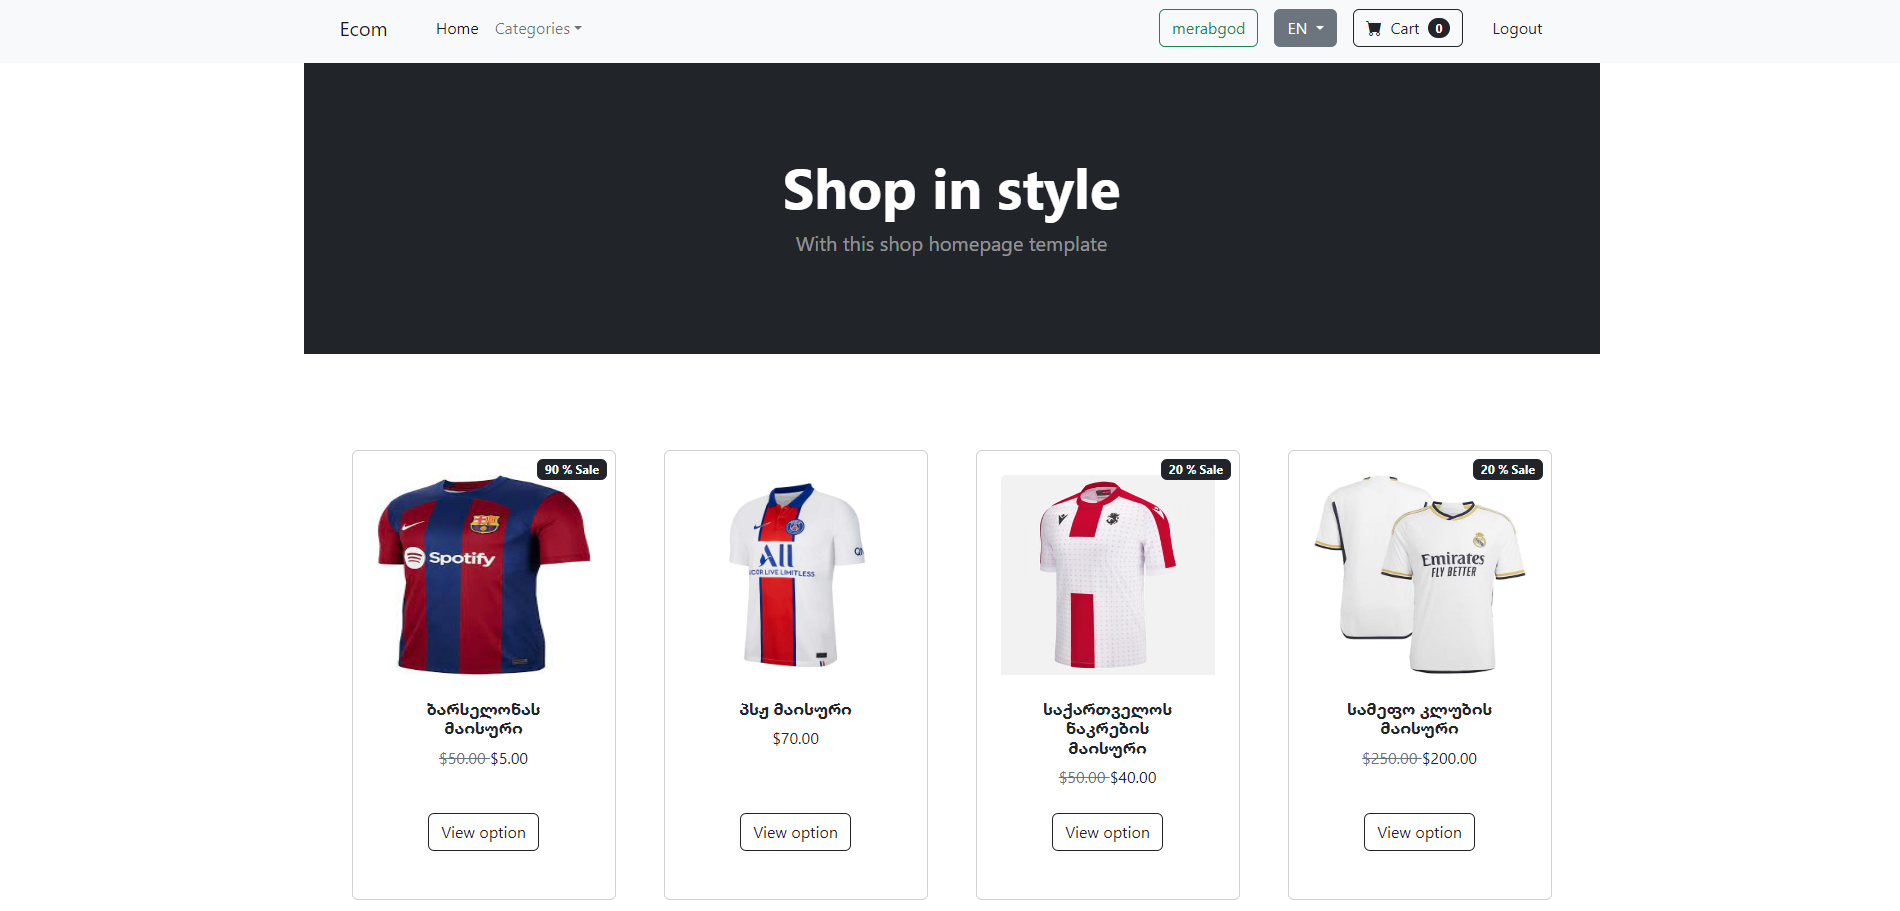 Ecom
Home
Categories
merabgod
EN
Cart 0
Logout
Shop in style
With this shop homepage template
90 % Sale
Spotify
ბარსელონას
მაისური
$50.00 $5.00
View option
All
პსჟ მაისური
$70.00
View option
20 % Sale
საქართველოს
ნაკრების
მაისური
$50.00 $40.00
View option
20 % Sale
Emirates
FLY BETTER
სამეფო კლუბის
მაისური
$250.00 $200.00
View option